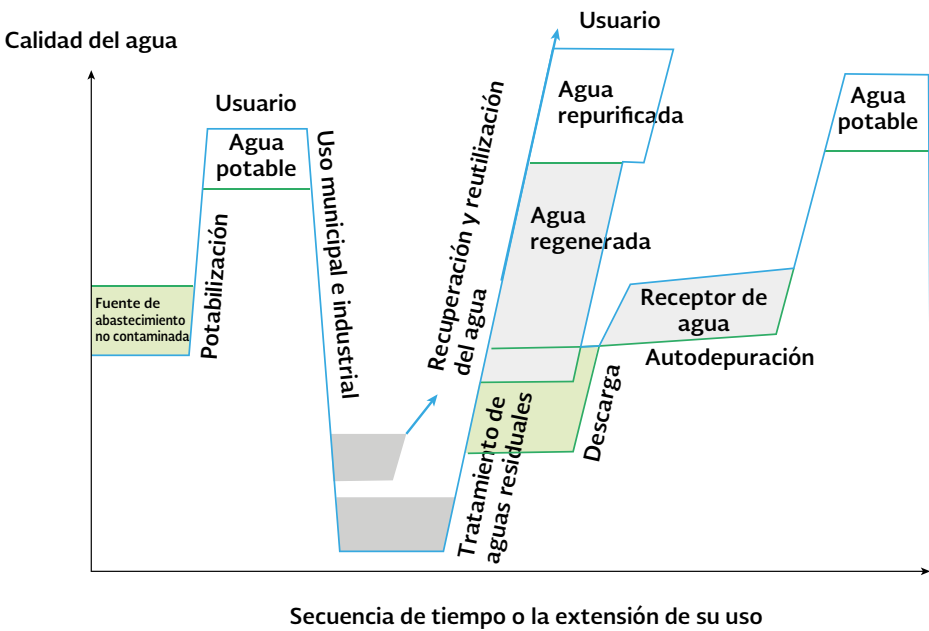 Calidad del agua
Usuario
Agua
potable
Fuente de
abastecimiento
no contaminada
Potabilización
Uso municipal e industrial
Recuperación y reutilización
del agua
Usuario
Agua
repurificada
Agua
regenerada
Tratamiento de
aguas residuales
Descarga
Receptor de
agua
Autodepuración
Agua
potable
Secuencia de tiempo o la extensión de su uso